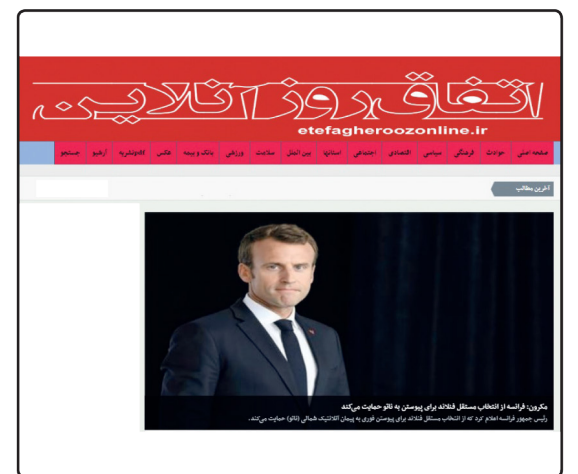 اتفاق روز آنلاین
etefagheroozonline.ir
صفحه اصلی حوادث فرهنگی سیاسی اقتصادی اجتماعی استانها بین الملل سلامت ورزشی بانک و بیمه عکس pdfنشریه آرشیو جستجو
آخرین مطالب
مکرون: فرانسه از انتخاب مستقل فنلاند برای پیوستن به ناتو حمایت می‌کند
رئیس جمهور فرانسه اعلام کرد که از انتخاب مستقل فنلاند برای پیوستن فوری به پیمان آتلانتیک شمالی (ناتو) حمایت می‌کند.